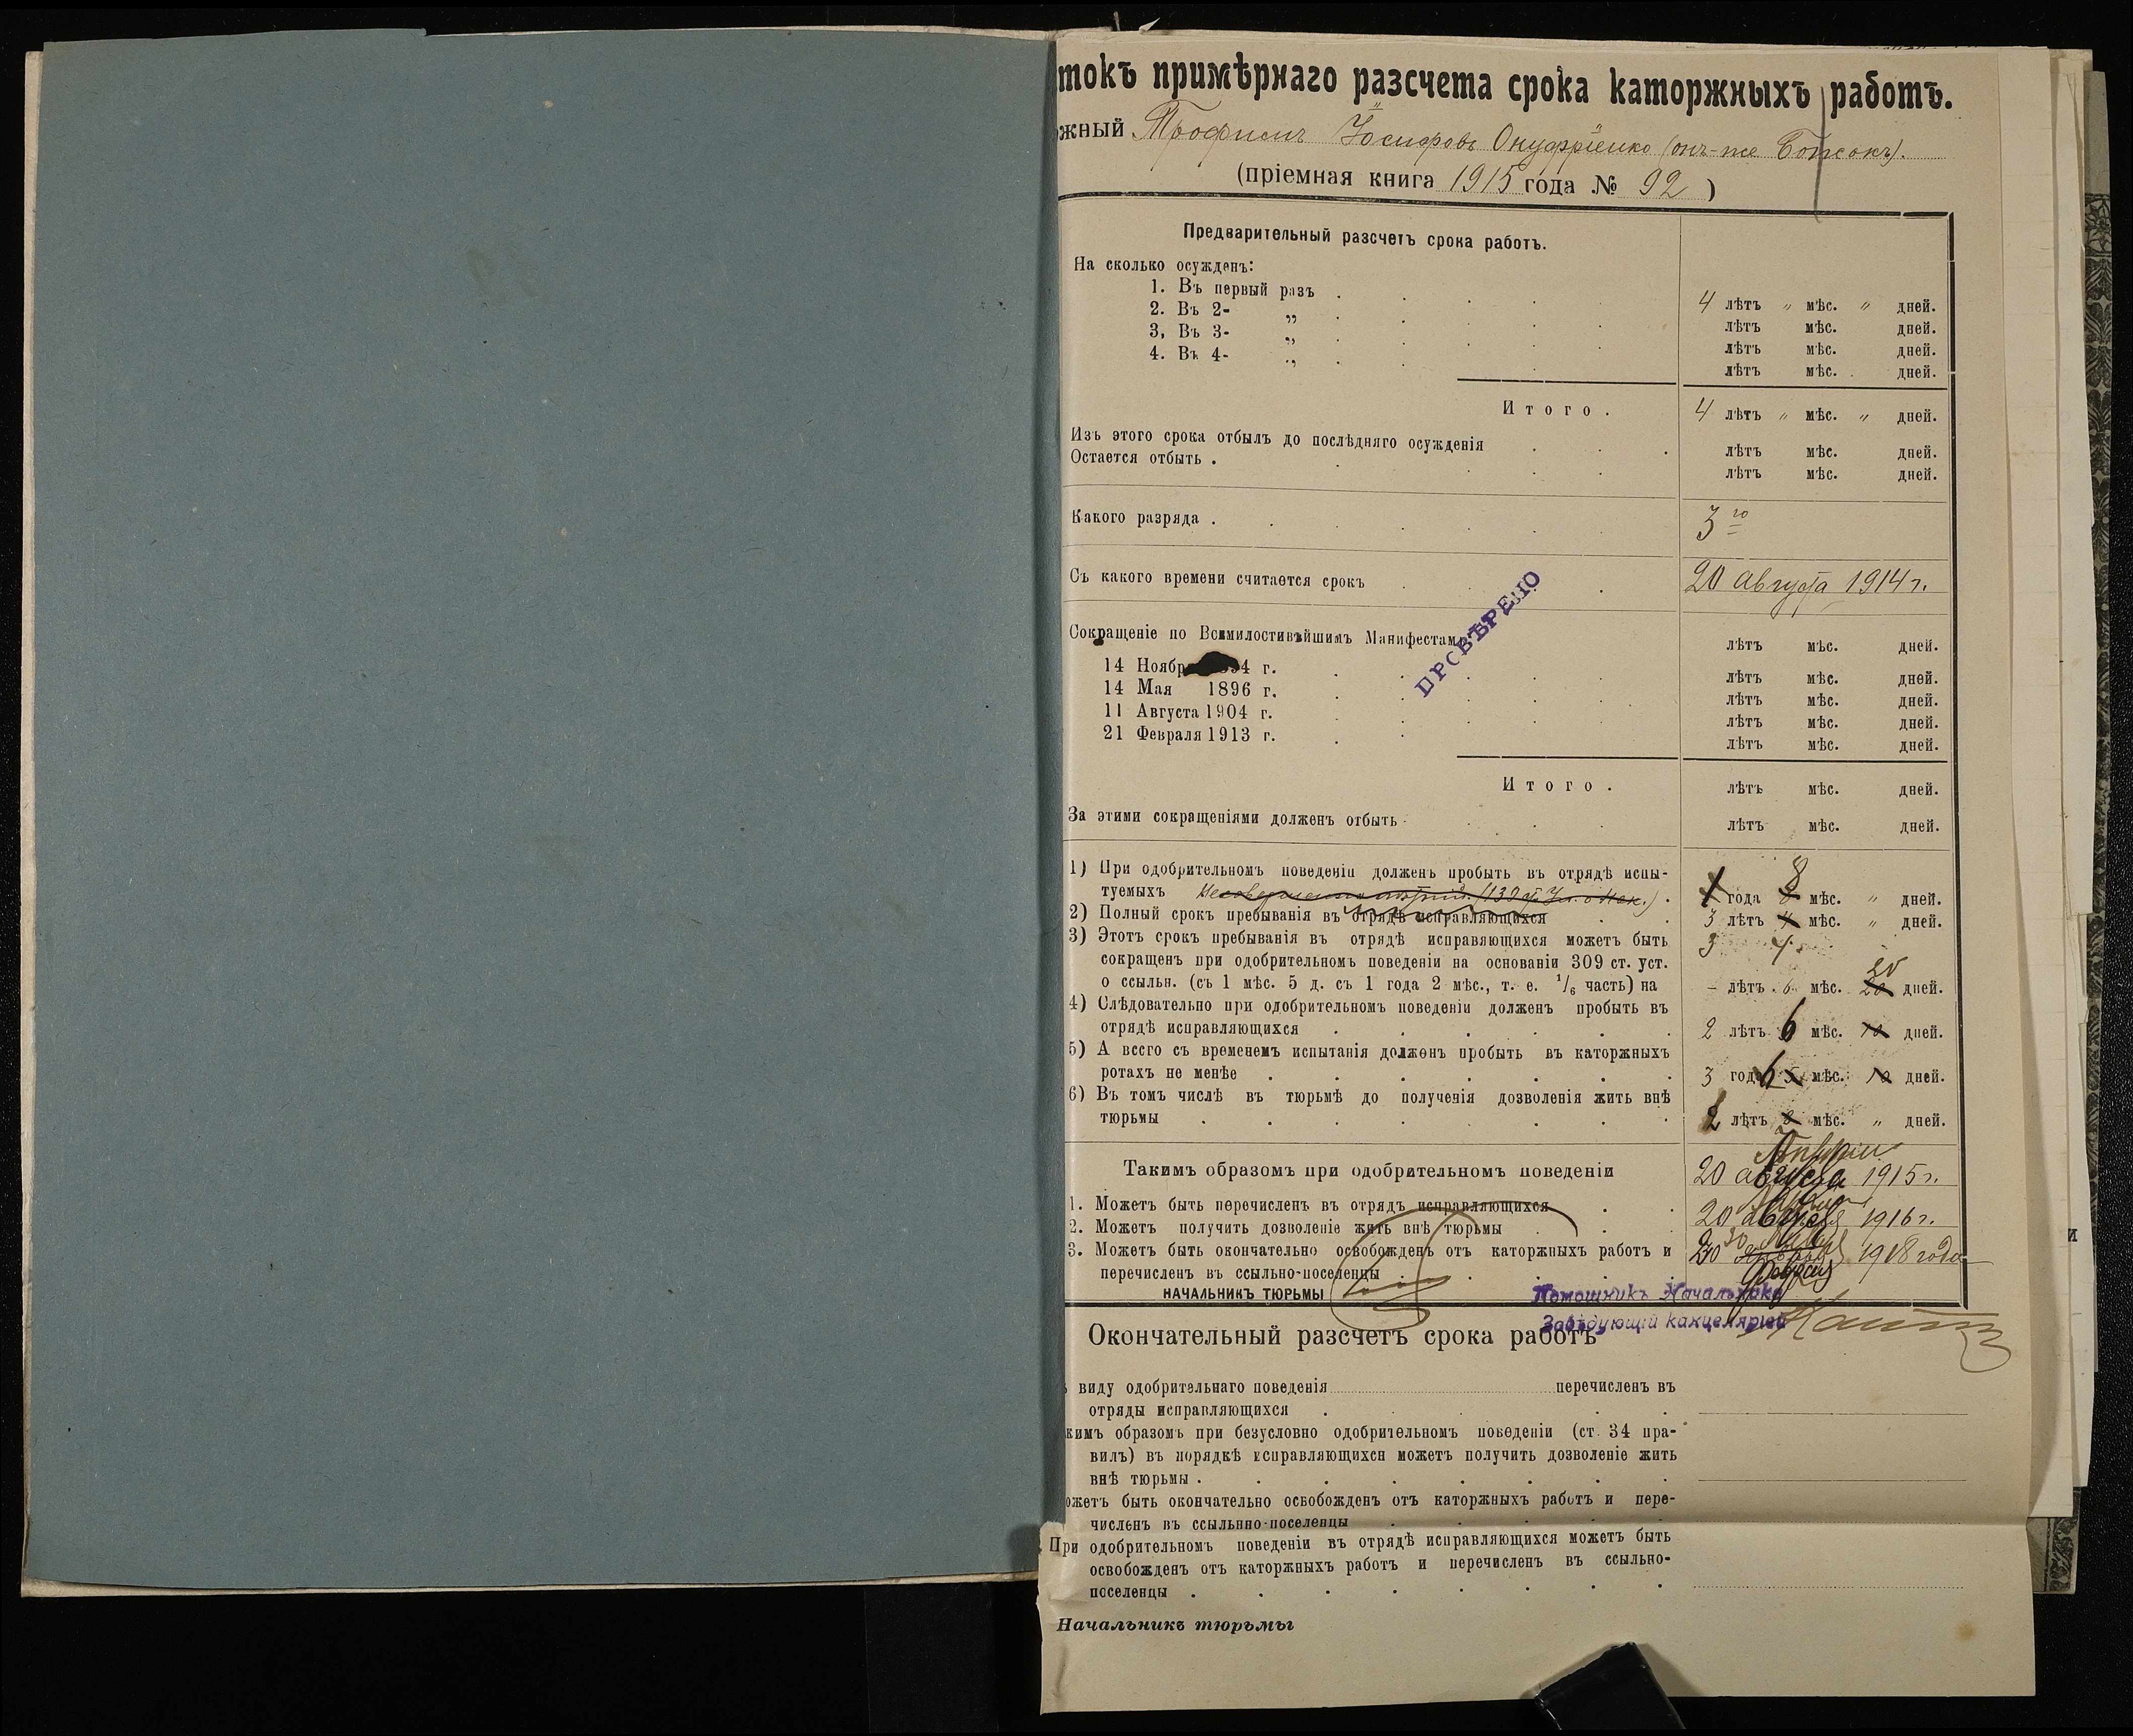 токъ примѣрнаго разсчета срока каторжныхъ работъ.
жный Трофимъ Іосифовъ Онуфріенко (онъ-же Божокъ).
(пріемная книга 1915 года № 92)
Предварительный разсчетъ срока работъ.
На сколько осужденъ:
1. Въ первый разъ 4 лѣтъ " мѣс. " дней.
2. Въ 2- " лѣтъ мѣс. дней.
3. Въ 3- " лѣтъ мѣс. дней.
4. Въ 4- " лѣтъ мѣс. дней.
Итого. 4 лѣтъ " мѣс. " дней.
Изъ этого срока отбылъ до послѣдняго осужденія лѣтъ мѣс. дней.
Остается отбыть. лѣтъ мѣс. дней.
Какого разряда. 3го
Съ какого времени считается срокъ 20 августа 1914 г.
ПРОВѢРЕНО
Сокращеніе по Всемилостивѣйшимъ Манифестамъ: лѣтъ мѣс. дней.
14 Ноябр 94 г. лѣтъ мѣс. дней.
14 Мая 1896 г. лѣтъ мѣс. дней.
11 Августа 1904 г. лѣтъ мѣс. дней.
21 Февраля 1913 г. лѣтъ мѣс. дней.
Итого. лѣтъ мѣс. дней.
За этими сокращеніями должевъ отбыть лѣтъ мѣс. дней.
1) При одобрительномъ поведеніи долженъ пробыть въ отрядѣ испы-
туемыхъ 1 года 8 мѣс. " дней.
2) Полный срокъ пребыванія въ отрядѣ исправляющихся 3 лѣтъ 4 мѣс. " дней.
3) Этотъ срокъ пребыванія въ отрядѣ исправляющихся можетъ быть 3 4
сокращенъ при одобрительномъ поведеніи на основаніи 309 ст. уст.
о ссыльн. (съ 1 мѣс. 5 д. съ 1 года 2 мѣс., т. е. 1/6 часть) на – лѣтъ 6 мѣс. 20 дней.
4) Слѣдовательно при одобрительномъ поведеніи долженъ пробыть въ
отрядѣ исправляющихся 2 лѣтъ 6 мѣс. 10 дней.
5) А всего съ временемъ испытанія долженъ пробыть въ каторжныхъ
ротахъ не менѣе 3 года 6 мѣс. 10 дней.
6) Въ томъ числѣ въ тюрьмѣ до полученія дозволенія жить внѣ
тюрьмы 2 лѣтъ мѣс. " дней.
Такимъ образомъ при одобрительномъ поведеніи
1. Можетъ быть перечисленъ въ отрядъ исправляющихся 20 августа 1915 г.
2. Можетъ получить дозволеніе жить внѣ тюрьмы 20 1916 г.
3. Можетъ быть окончательно освобожденъ отъ каторжныхъ работъ и 1918 года
перечисленъ въ ссыльно-поселенцы
НАЧАЛЬНИКЪ ТЮРЬМЫ
Помощникъ Начальника
Завѣдующій канцеляріей
Окончательный разсчетъ срока работъ
виду одобрительнаго поведенія перечисленъ въ
отряды исправляющихся
кимъ образомъ при безусловно одобрительномъ поведеніи (ст. 34 пра-
вилъ) въ порядкѣ исправляющихся можетъ получить дозволеніе жить
внѣ тюрьмы.
ожетъ быть окончательно освобожденъ отъ каторжныхъ работъ и пере-
численъ въ ссыльнно-поселенцы
При одобрительномъ поведеніи въ отрядѣ исправляющихся можетъ быть
освобожденъ отъ каторжныхъ работъ и перечисленъ въ ссыльно-
поселенцы
Начальникъ тюрьмы